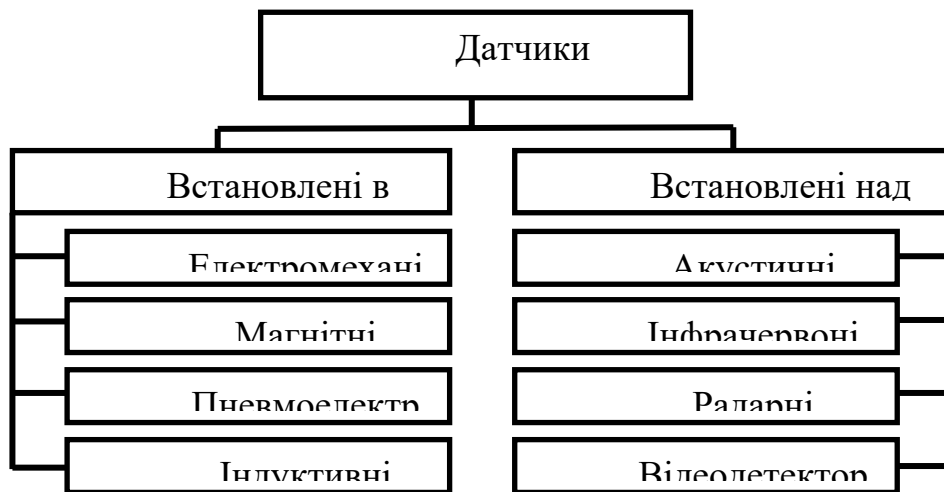 Датчики
Встановлені в
Встановлені над
Електромехані
Акустичні
Магнітні
Інфрачервоні
Пневмоелектр
Радарні
Індуктивні
Відеодетектор